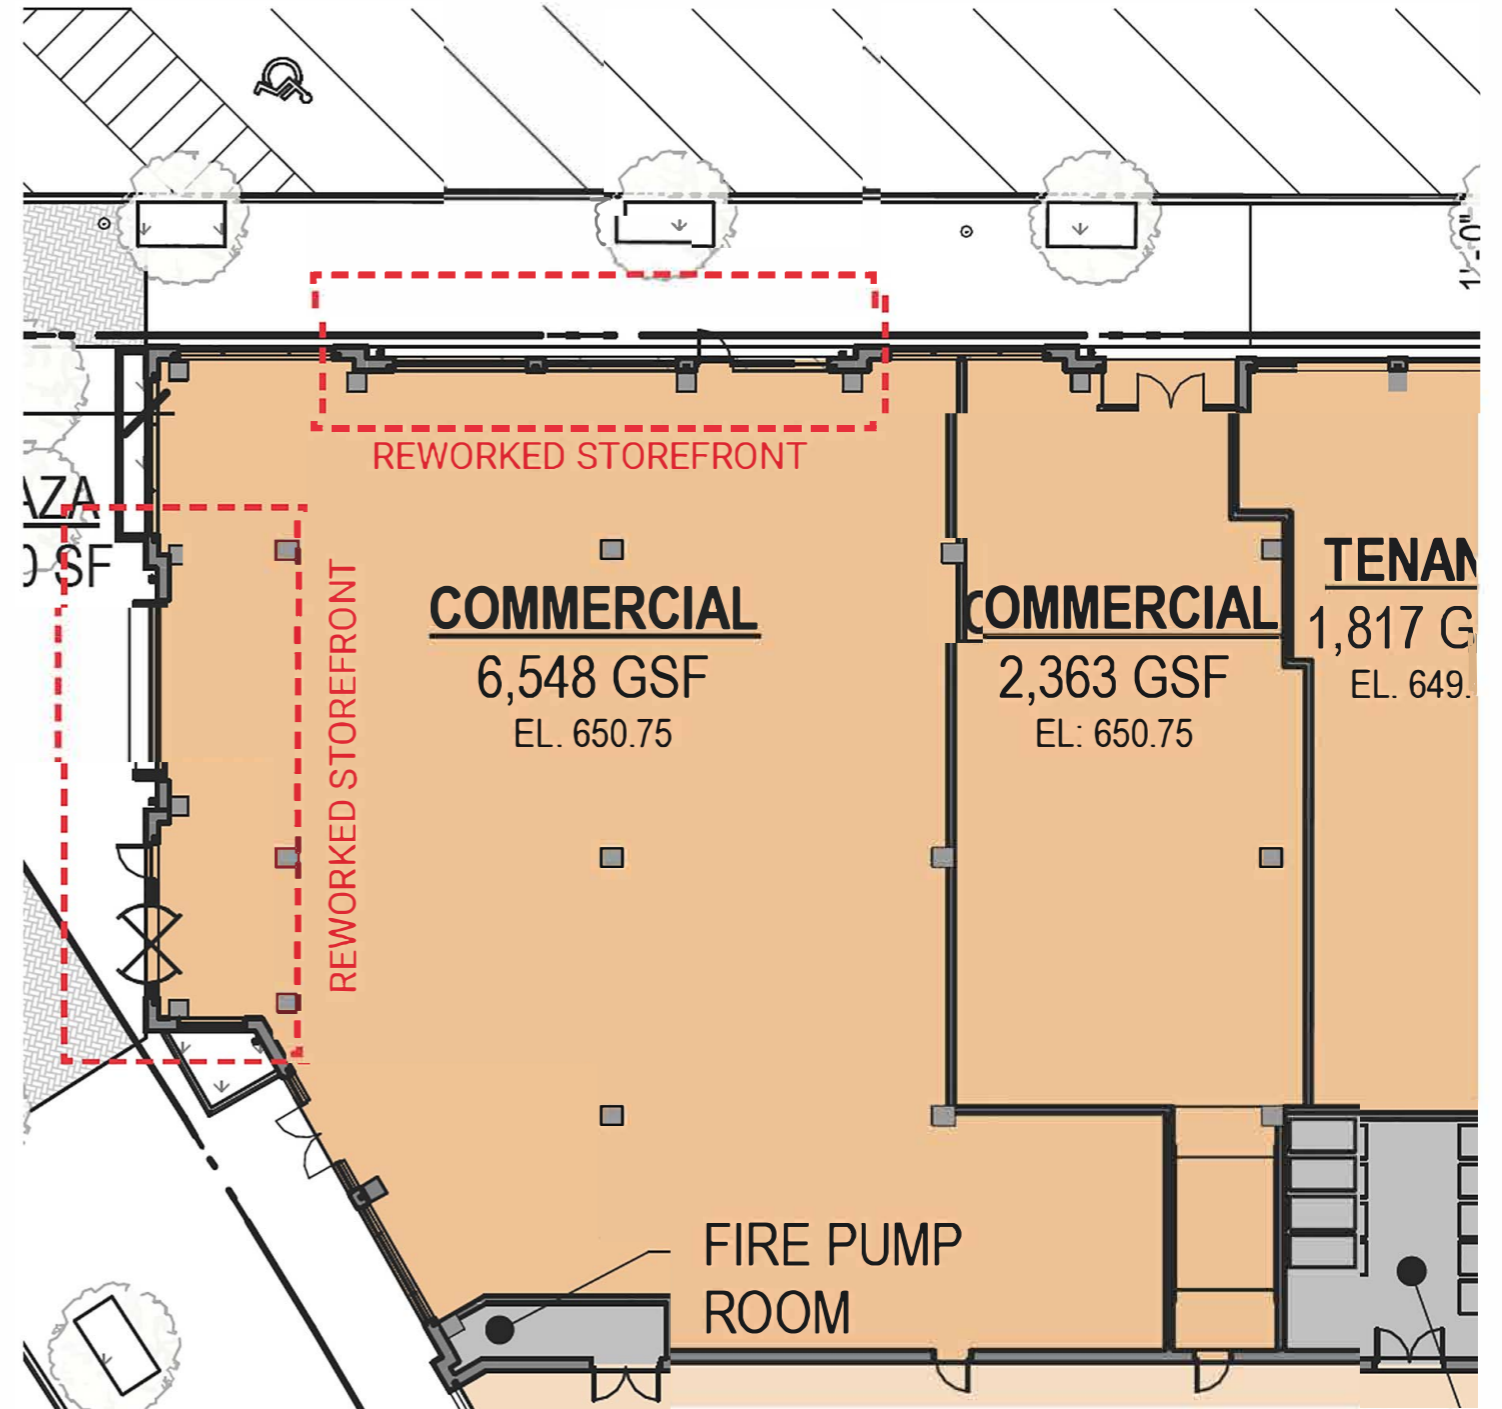 1'-0"
REWORKED STOREFRONT
AZA
SF
REWORKED STOREFRONT
COMMERCIAL
6,548 GSF
EL. 650.75
COMMERCIAL
2,363 GSF
EL: 650.75
TENAN
1,817 G
EL. 649.
FIRE PUMP
ROOM